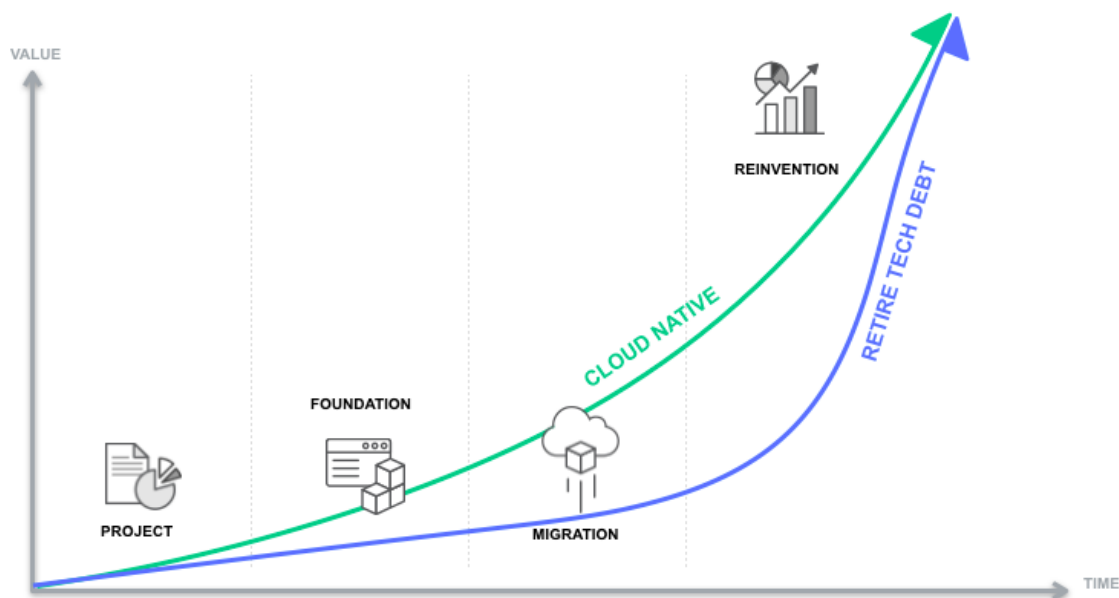 VALUE
REINVENTION
RETIRE TECH DEBT
CLOUD NATIVE
FOUNDATION
PROJECT
MIGRATION
TIME